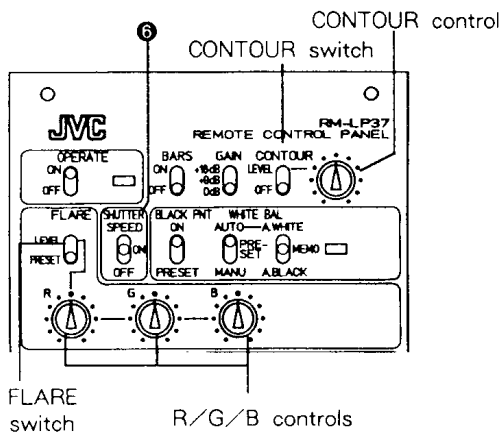 CONTOUR control
❻
CONTOUR switch
JVC
RM-LP37
REMOTE CONTROL PANEL
OPERATE
ON
OFF
BARS
ON
OFF
GAIN
+18dB
+9dB
0dB
CONTOUR
LEVEL
OFF
FLARE
LEVEL
PRESET
SHUTTER
SPEED
ON
OFF
BLACK PNT
ON
PRESET
WHITE BAL
AUTO
PRE-
SET
MANU
A.WHITE
MEMO
A.BLACK
R
G
B
FLARE
switch
R/G/B controls